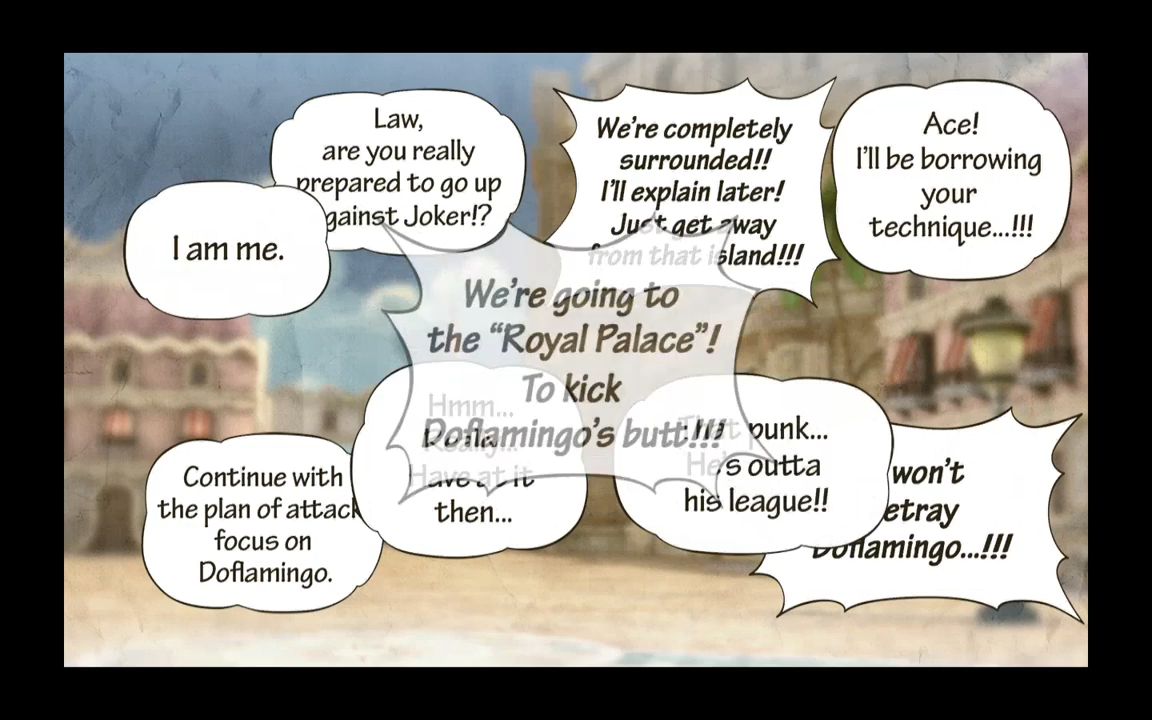 Law,
are you really
prepared to go up
against Joker!?
I am me.
We're completely
surrounded!!
I'll explain later!
Just get away
from that island!!!
Ace!
I'll be borrowing
your
technique...!!!
We're going to
the “Royal Palace”!
To kick
Doflamingo's butt!!!
Continue with
the plan of attack
focus on
Doflamingo.
Hmm...
Really...
Have at it
then...
That punk...
He's outta
his league!!
won't
etray
Doflamingo...!!!